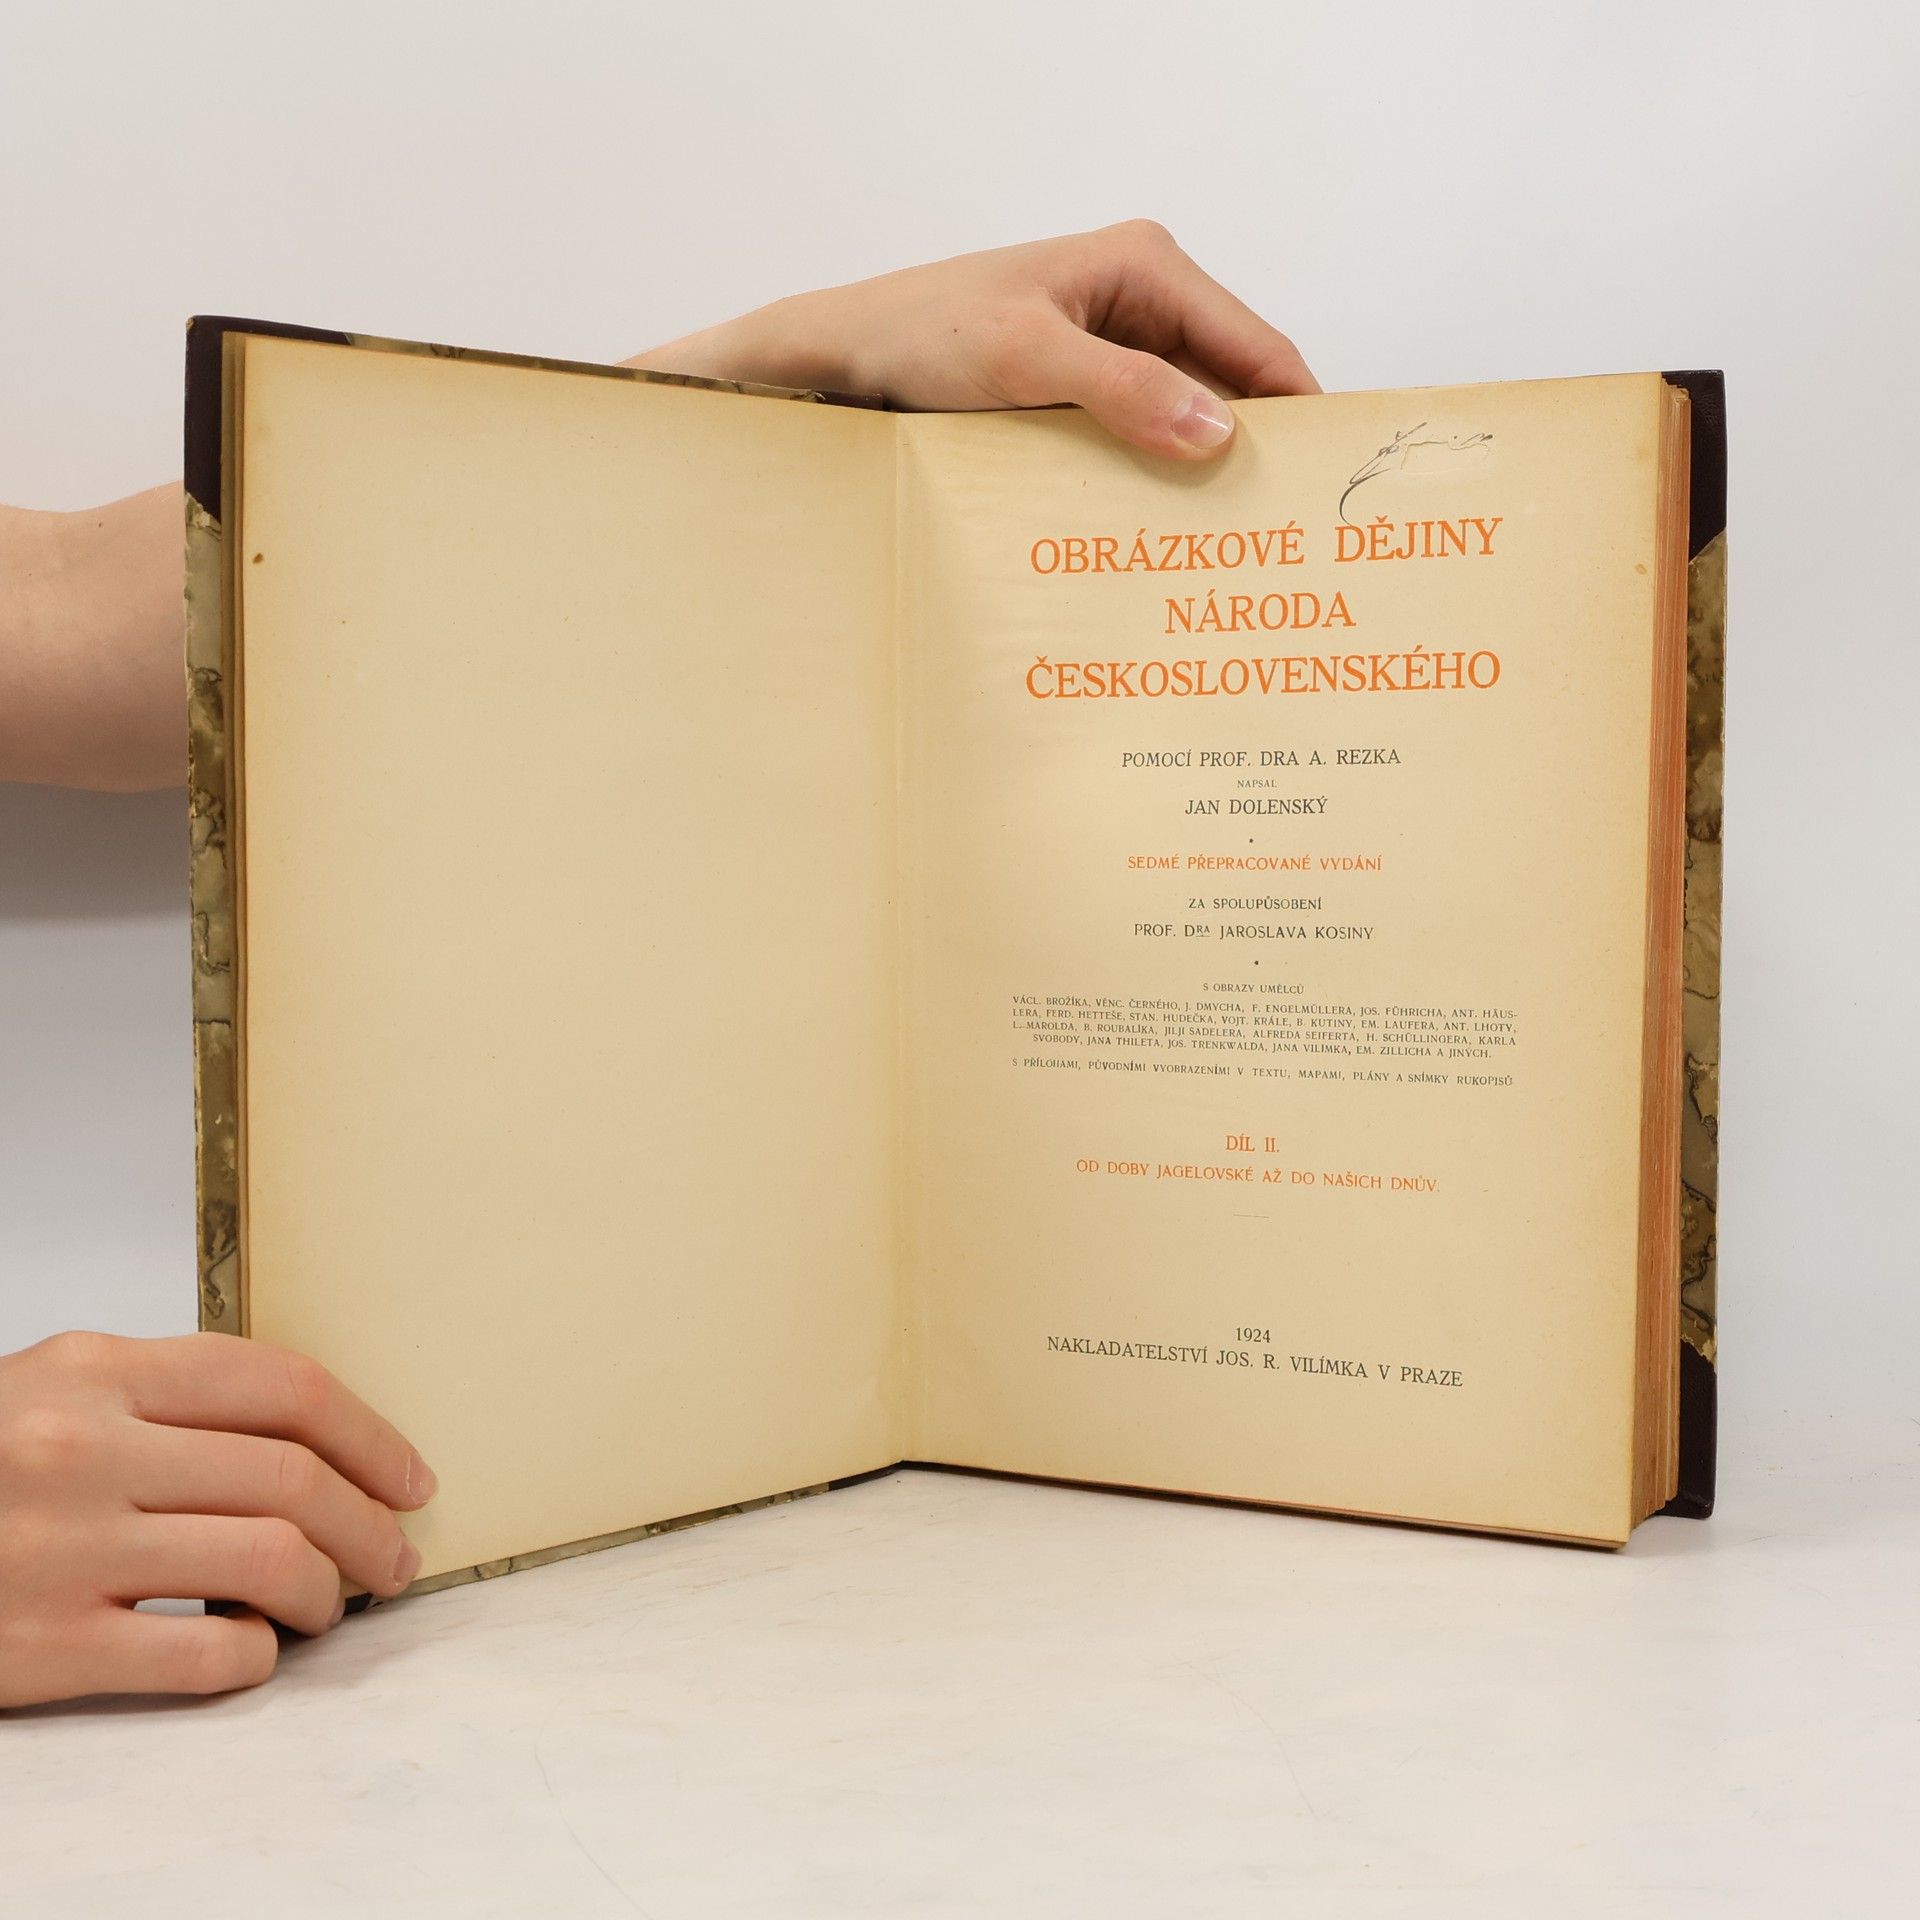 OBRÁZKOVÉ DĚJINY
NÁRODA
ČESKOSLOVENSKÉHO
POMOCÍ PROF. DRA A. REZKA
NAPSAL
JAN DOLENSKÝ
SEDMÉ PŘEPRACOVANÉ VYDÁNÍ
ZA SPOLUPŮSOBENÍ
PROF. DRA JAROSLAVA KOSINY
S OBRAZY UMĚLCŮ
VÁCL. BROŽÍKA, VĚNC. ČERNÉHO, J. DMYCHA, F. ENGELMÜLLERA, JOS. FÜHRICHA, ANT. HÄUS-
LERA, FERD. HETTEŠE, STAN. HUDEČKA, VOJT. KRÁLE, B. KUTINY, EM. LAUFERA, ANT. LHOTY,
L. MAROLDA, B. ROUBALÍKA, JILJÍ SADELERA, ALFREDA SEIFERTA, H. SCHÜLLINGERA, KARLA
SVOBODY, JANA THILETA, JOS. TRENKWALDA, JANA VILÍMKA, EM. ZILLICHA A JINÝCH.
S PŘÍLOHAMI, PŮVODNÍMI VYOBRAZENÍMI V TEXTU, MAPAMI, PLÁNY A SNÍMKY RUKOPISŮ
DÍL II.
OD DOBY JAGELOVSKÉ AŽ DO NAŠICH DNŮV.
1924
NAKLADATELSTVÍ JOS. R. VILÍMKA V PRAZE